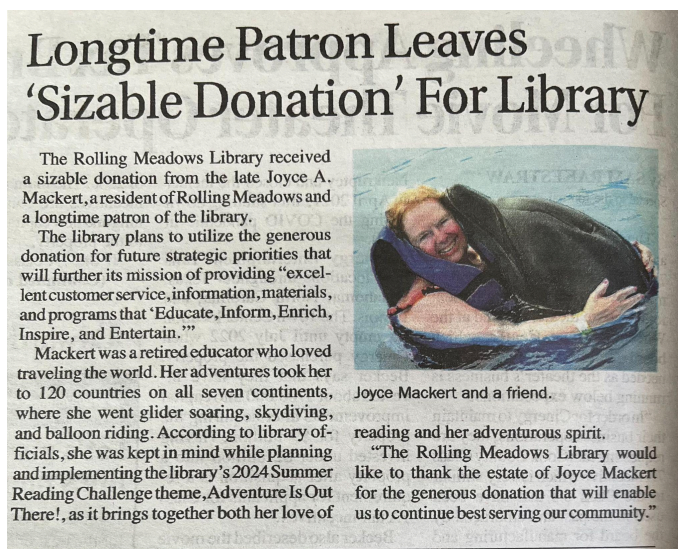 Longtime Patron Leaves
‘Sizable Donation’ For Library
The Rolling Meadows Library received
a sizable donation from the late Joyce A.
Mackert, a resident of Rolling Meadows and
a longtime patron of the library.
The library plans to utilize the generous
donation for future strategic priorities that
will further its mission of providing “excel-
lent customer service, information, materials,
and programs that ‘Educate, Inform, Enrich,
Inspire, and Entertain.’”
Mackert was a retired educator who loved
traveling the world. Her adventures took her
to 120 countries on all seven continents,
where she went glider soaring, skydiving,
and balloon riding. According to library of-
ficials, she was kept in mind while planning
and implementing the library’s 2024 Summer
Reading Challenge theme, Adventure Is Out
There!, as it brings together both her love of
Joyce Mackert and a friend.
reading and her adventurous spirit.
“The Rolling Meadows Library would
like to thank the estate of Joyce Mackert
for the generous donation that will enable
us to continue best serving our community.”